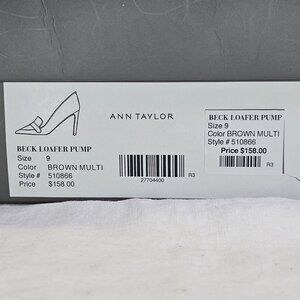 ANN TAYLOR
BECK LOAFER PUMP
Size 9
Color BROWN MULTI
Style # 510866
Price $158.00
27704400
R3
BECK LOAFER PUMP
Size 9
Color BROWN MULTI
Style # 510866
Price $158.00
R3